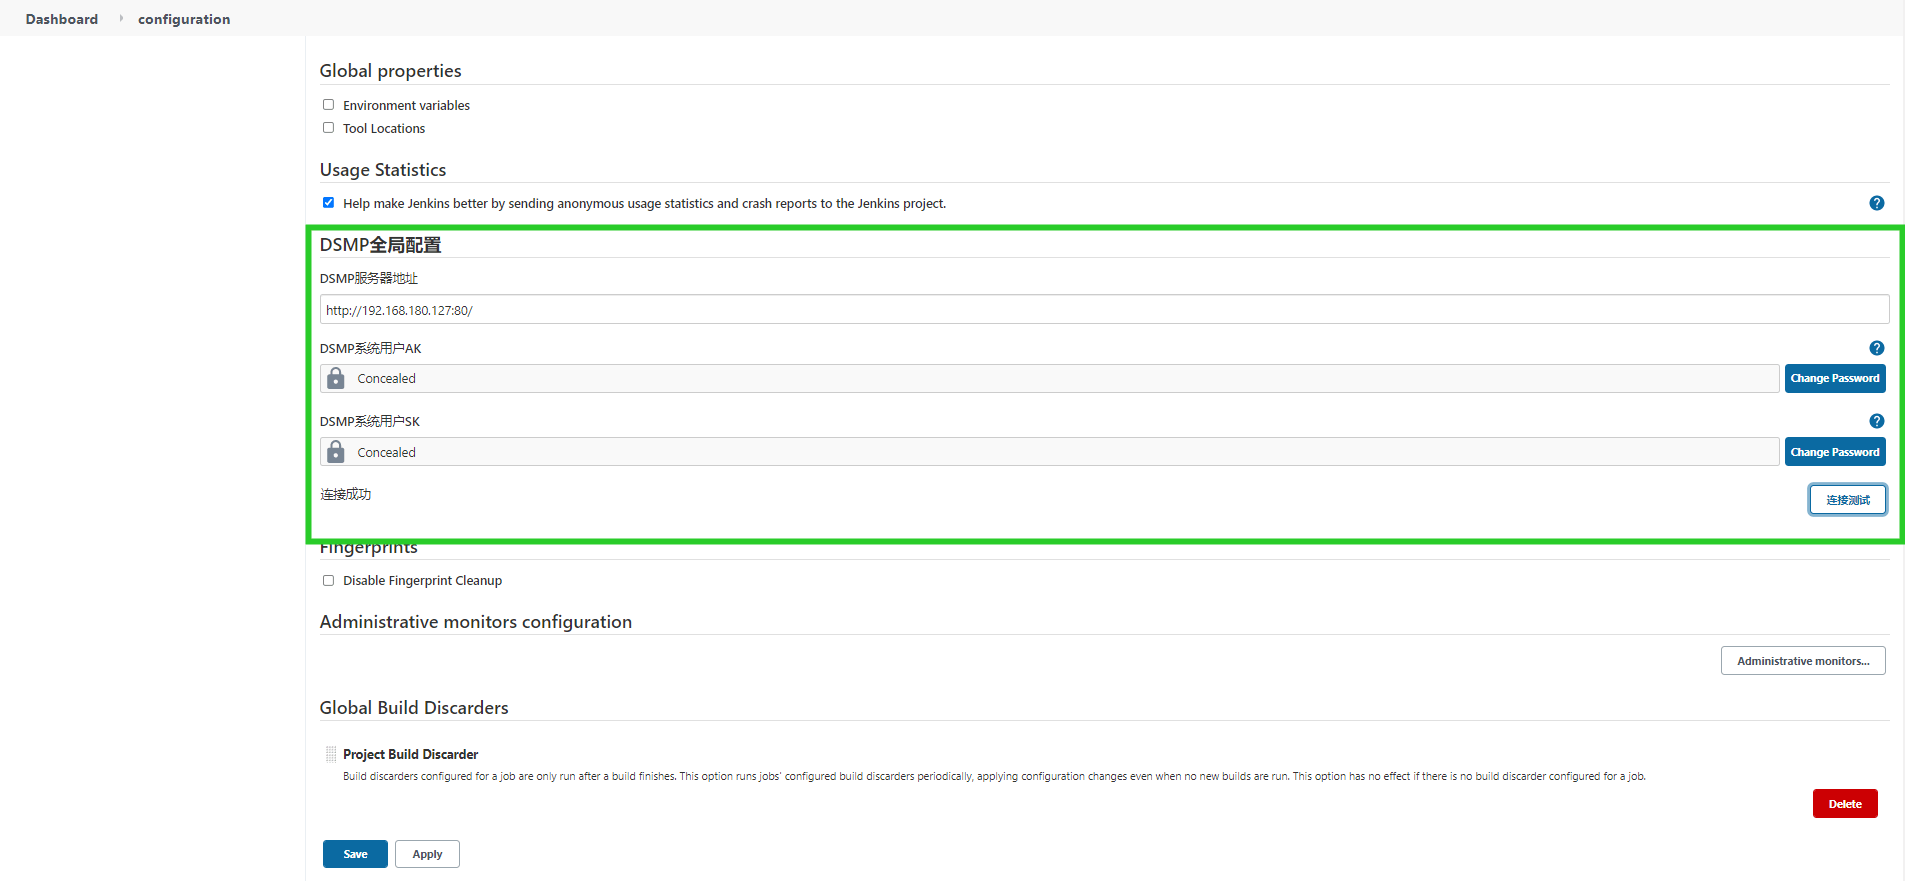 Dashboard configuration
Global properties
Environment variables
Tool Locations
Usage Statistics
Help make Jenkins better by sending anonymous usage statistics and crash reports to the Jenkins project.
DSMP全局配置
DSMP服务器地址
http://192.168.180.127:80/
DSMP系统用户AK
Concealed Change Password
DSMP系统用户SK
Concealed Change Password
连接成功 连接测试
Fingerprints
Disable Fingerprint Cleanup
Administrative monitors configuration
Administrative monitors...
Global Build Discarders
Project Build Discarder
Build discarders configured for a job are only run after a build finishes. This option runs jobs' configured build discarders periodically, applying configuration changes even when no new builds are run. This option has no effect if there is no build discarder configured for a job.
Delete
Save Apply